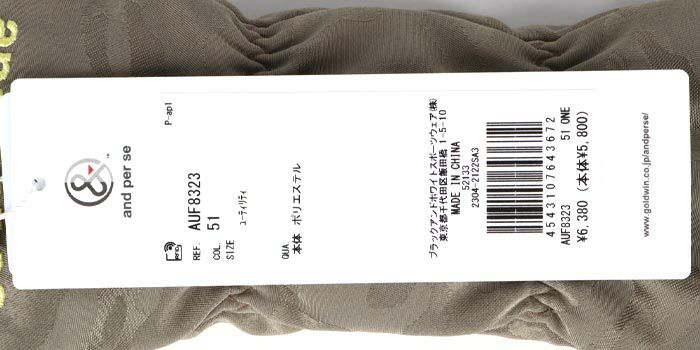 and per se
P-apl
REF. AUF8323
COL. 51
SIZE
ユーティリティ
QUA.
本体 ポリエステル
ブラックアンドホワイトスポーツウェア(株)
東京都千代田区飯田橋 1-5-10
MADE IN CHINA
52133
2304-2122SA3
4543107643672
AUF8323 51 ONE
¥6,380 (本体¥5,800)
www.goldwin.co.jp/andperse/